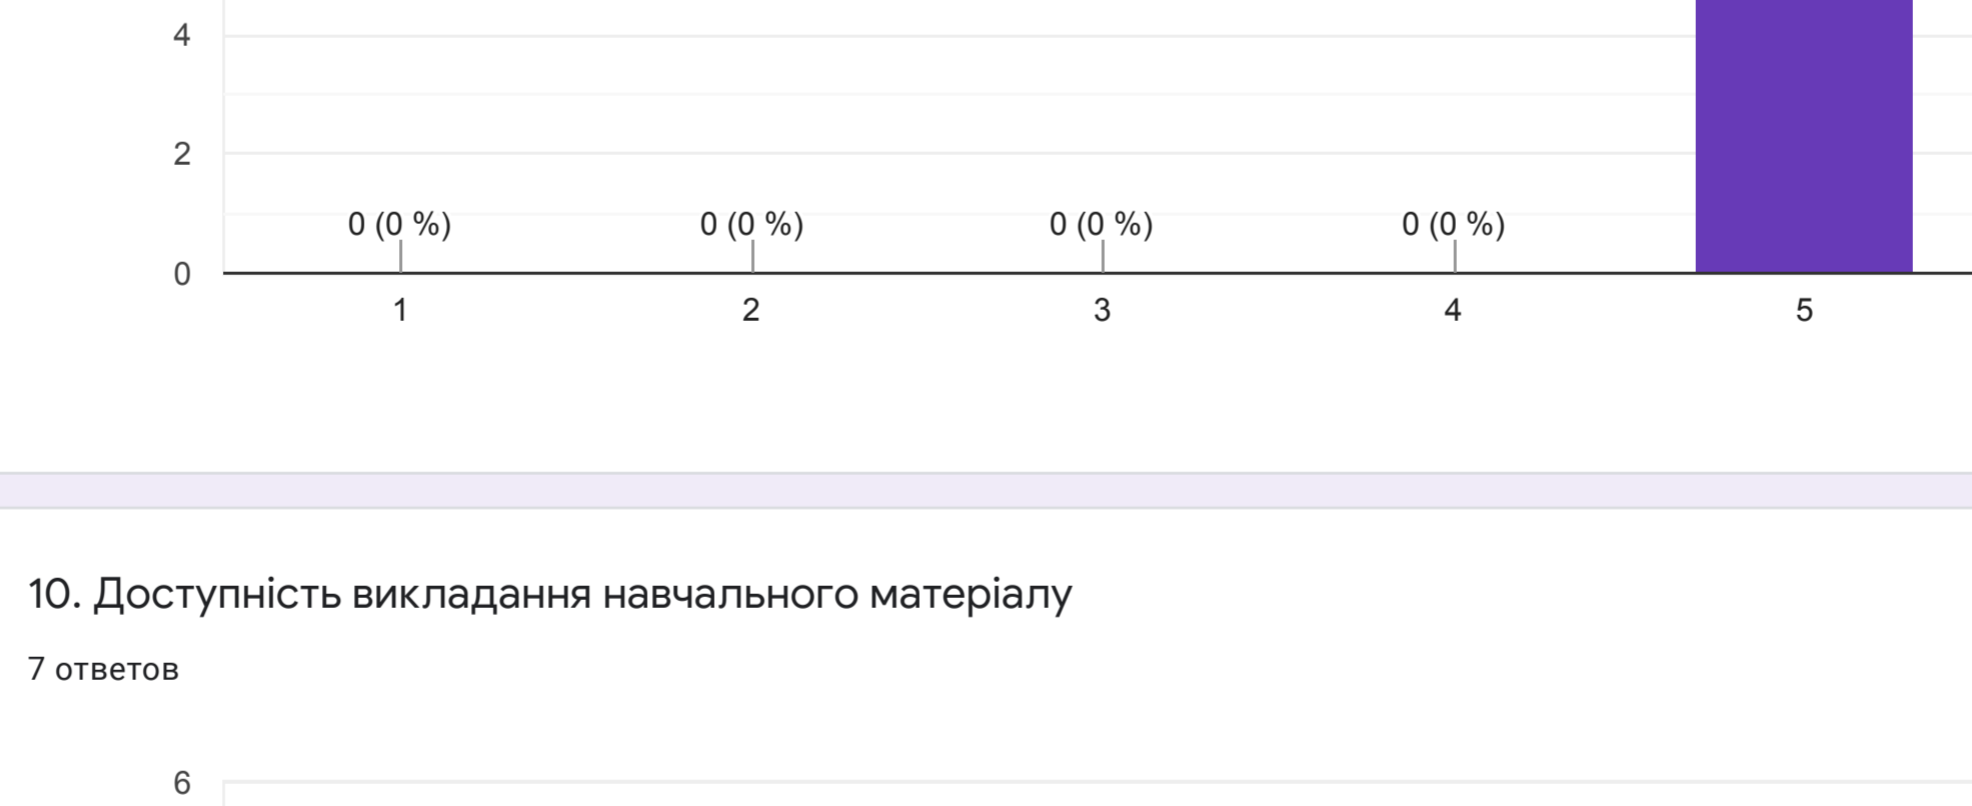 4
2
0 (0 %) 0 (0 %) 0 (0 %) 0 (0 %)
0
1 2 3 4 5
10. Доступність викладання навчального матеріалу
7 ответов
6